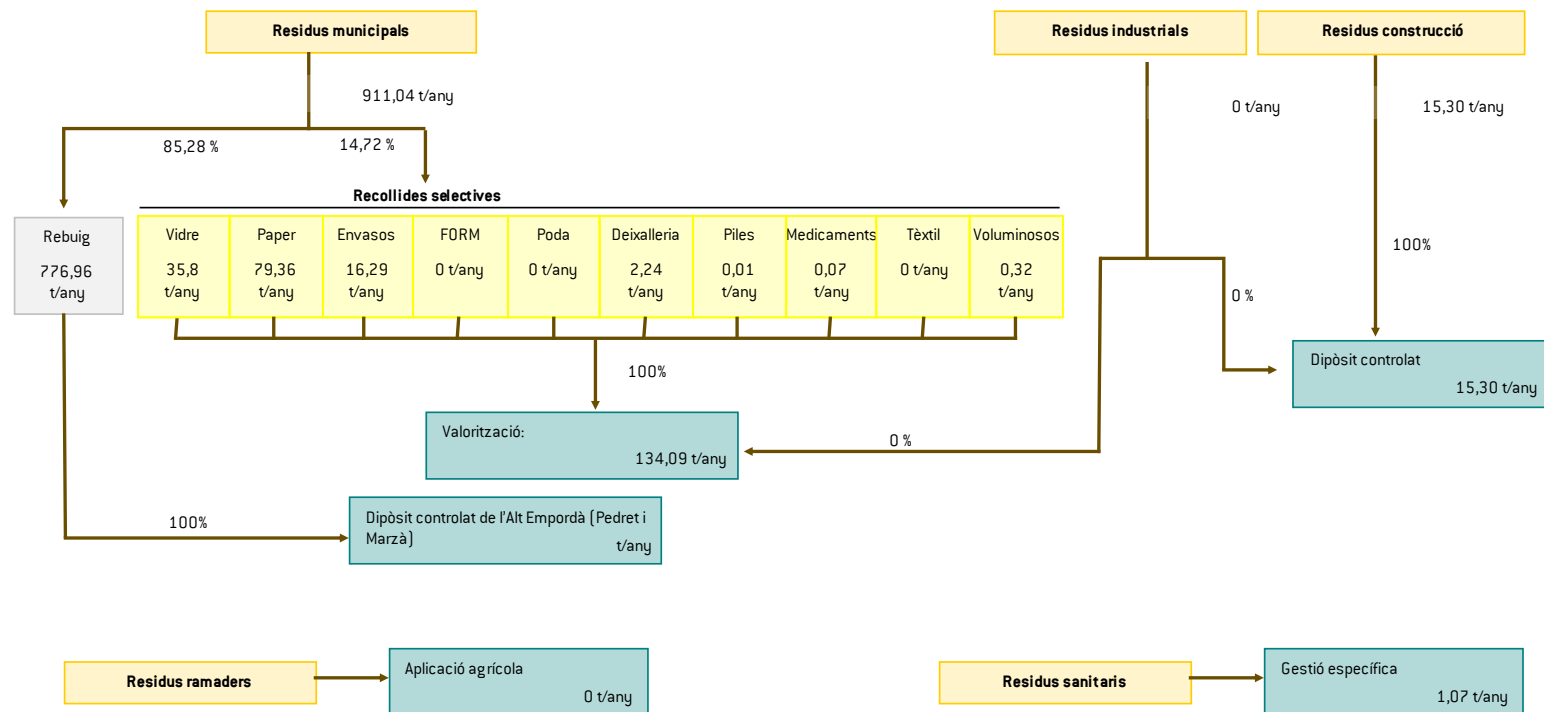 Residus municipals
Residus industrials
Residus construcció
911,04 t/any
0 t/any
15,30 t/any
85,28 %
14,72 %
Recollides selectives
Rebuig
776,96
t/any
Vidre
35,8
t/any
Paper
79,36
t/any
Envasos
16,29
t/any
FORM
0 t/any
Poda
0 t/any
Deixalleria
2,24
t/any
Piles
0,01
t/any
Medicaments
0,07
t/any
Tèxtil
0 t/any
Voluminosos
0,32
t/any
100%
0 %
Dipòsit controlat
15,30 t/any
100%
Valorització:
134,09 t/any
0 %
100%
Dipòsit controlat de l'Alt Empordà (Pedret i
Marzà)
t/any
Residus ramaders
Aplicació agrícola
0 t/any
Residus sanitaris
Gestió específica
1,07 t/any